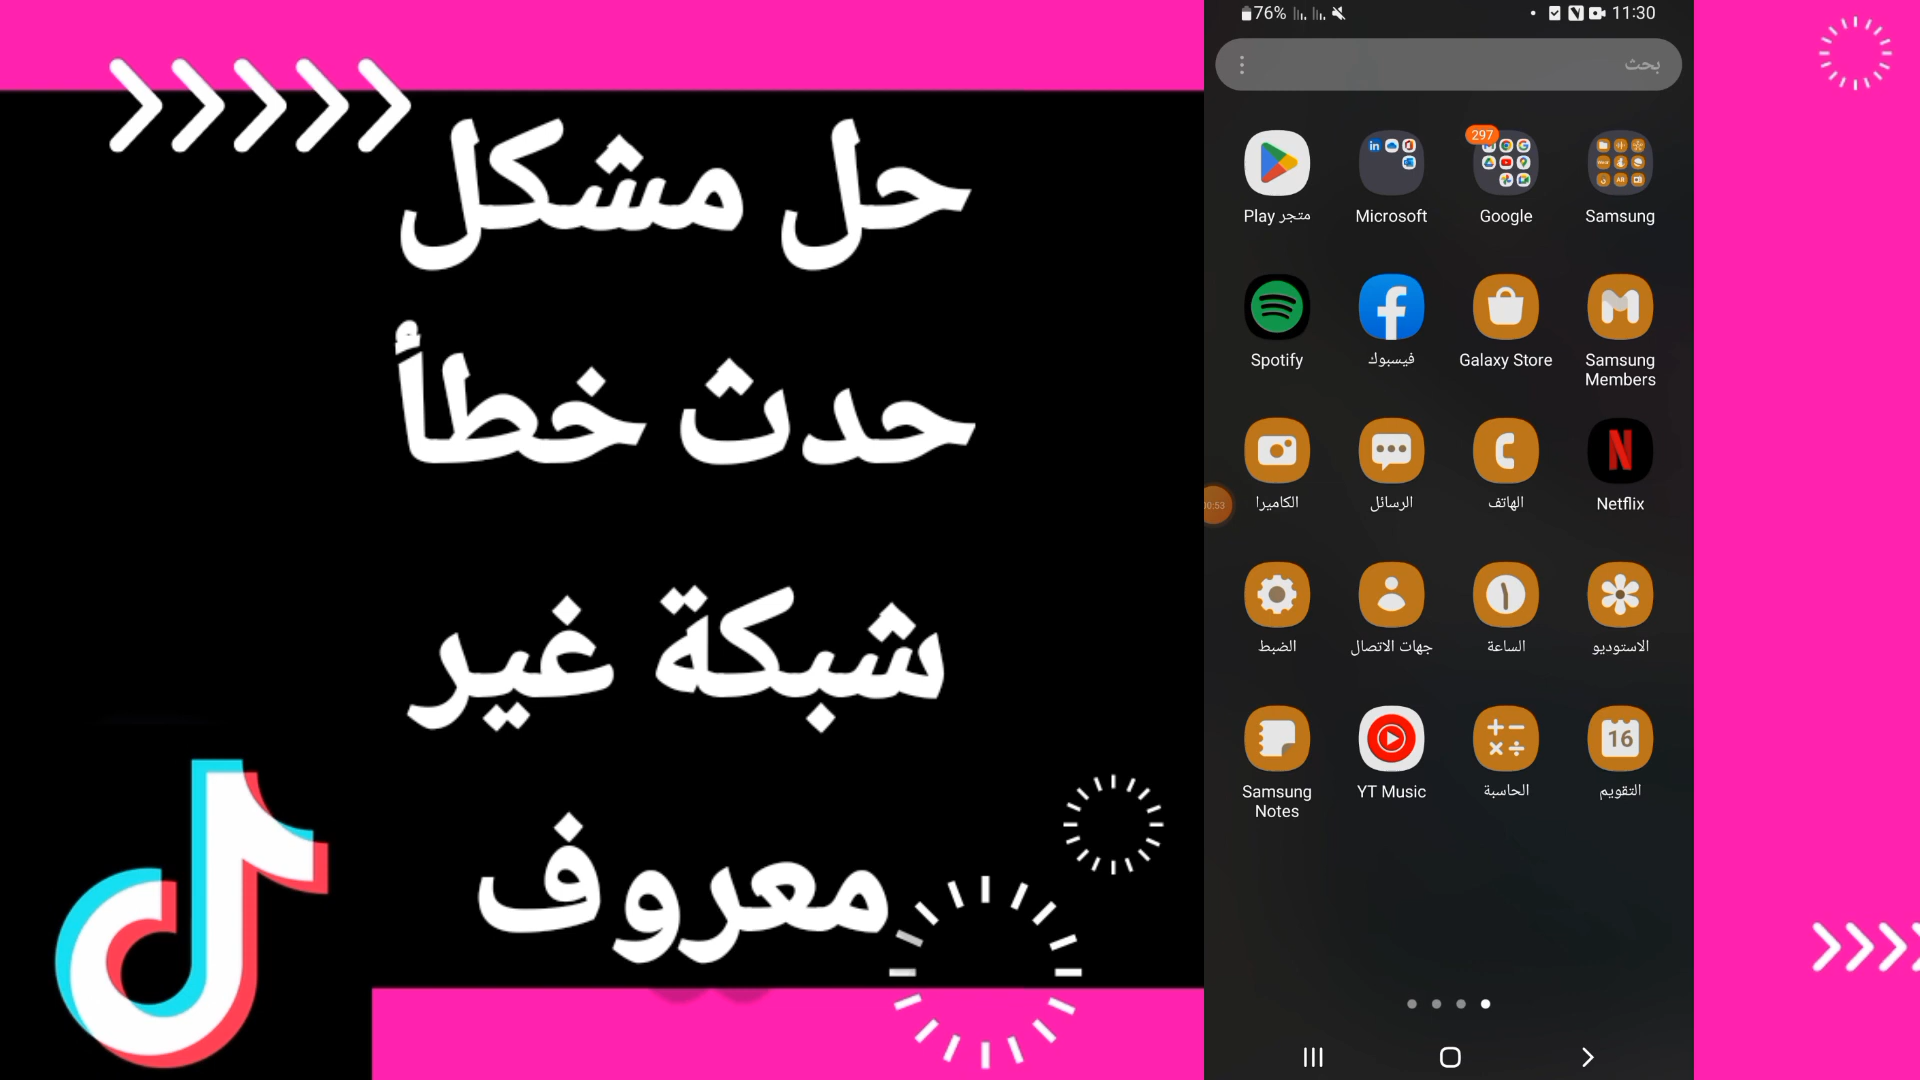 حل مشكل
حدث خطأ
شبكة غير
معروف
76%
11:30
بحث
297
متجر Play
Microsoft
Google
Samsung
Spotify
فيسبوك
Galaxy Store
Samsung
Members
الكاميرا
الرسائل
الهاتف
Netflix
00:53
الضبط
جهات الاتصال
الساعة
الاستوديو
16
Samsung
Notes
YT Music
الحاسبة
التقويم